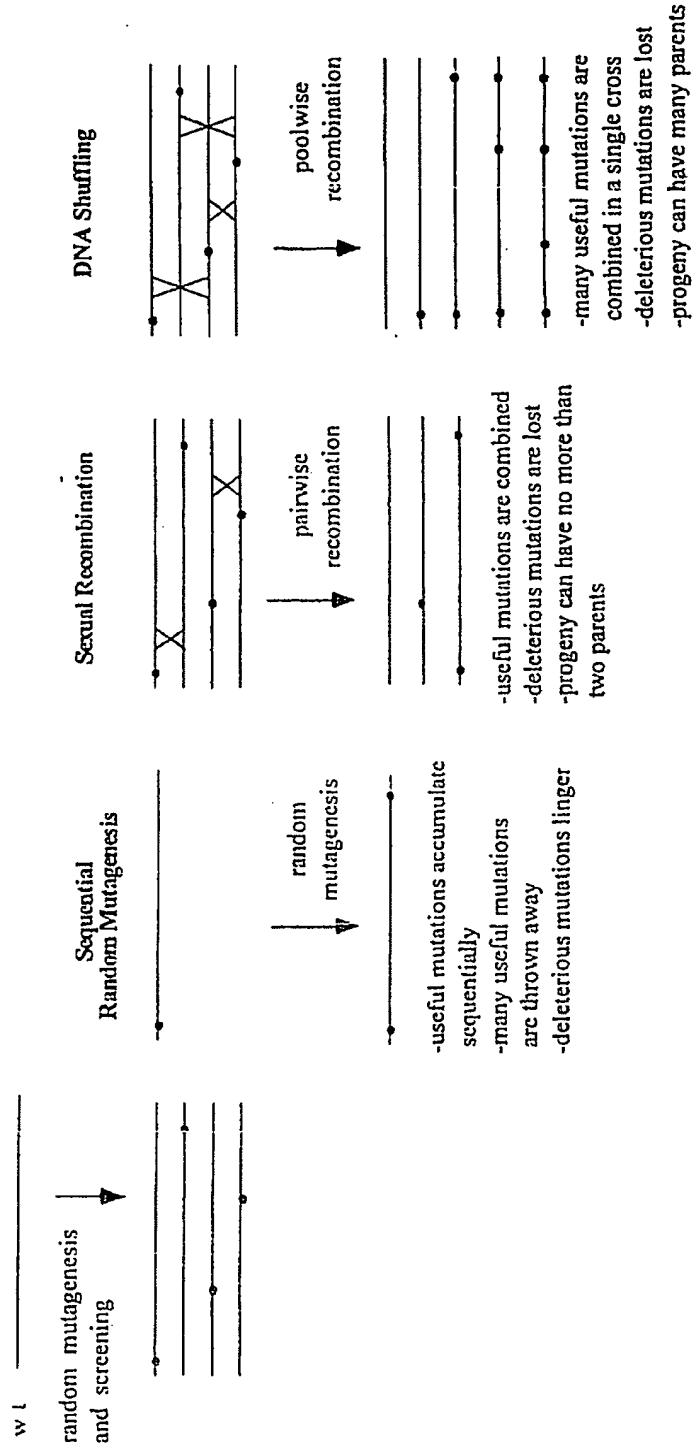 w t
random mutagenesis
and screening
Sequential
Random Mutagenesis
random
mutagenesis
-useful mutations accumulate
sequentially
-many useful mutations
are thrown away
-deleterious mutations linger
Sexual Recombination
pairwise
recombination
-useful mutations are combined
-deleterious mutations are lost
-progeny can have no more than
two parents
DNA Shuffling
poolwise
recombination
-many useful mutations are
combined in a single cross
-deleterious mutations are lost
-progeny can have many parents